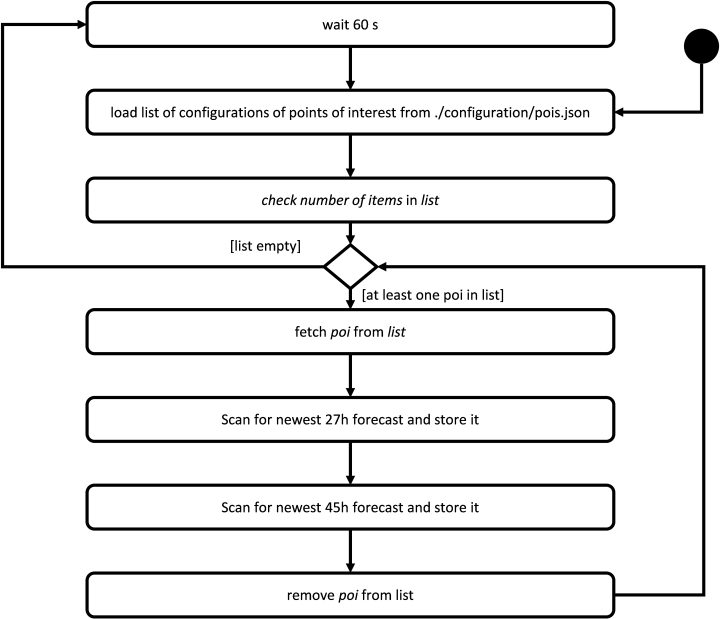 wait 60 s
load list of configurations of points of interest from ./configuration/pois.json
check number of items in list
[list empty]
[at least one poi in list]
fetch poi from list
Scan for newest 27h forecast and store it
Scan for newest 45h forecast and store it
remove poi from list